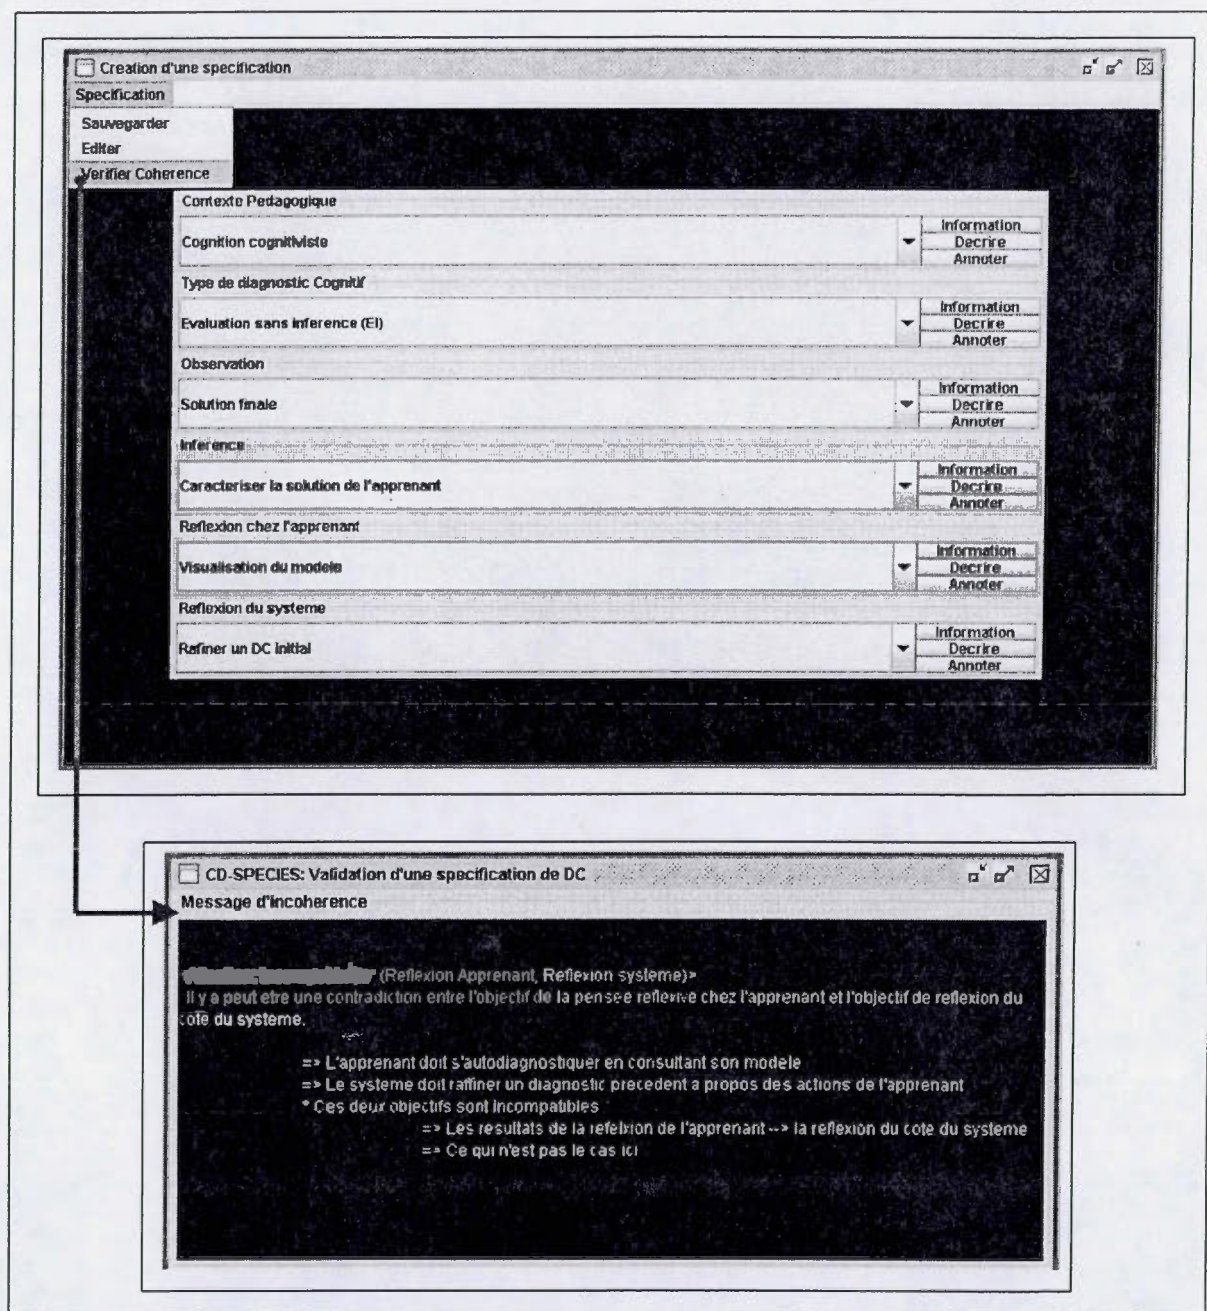 Creation d'une specification
Specification
Sauvegarder
Editer
Verifier Coherence
Contexte Pedagogique
Cognition cognitiviste
Information
Decrire
Annoter
Type de diagnostic Cognitif
Evaluation sans inference (EI)
Information
Decrire
Annoter
Observation
Solution finale
Information
Decrire
Annoter
Inference
Caracteriser la solution de l'apprenant
Information
Decrire
Annoter
Reflexion chez l'apprenant
Visualisation du modele
Information
Decrire
Annoter
Reflexion du systeme
Rafiner un DC initial
Information
Decrire
Annoter
CD-SPECIES: Validation d'une specification de DC
Message d'incoherence
(Reflexion Apprenant, Reflexion systeme)>
Il y a peut etre une contradiction entre l'objectif de la pensee reflexive chez l'apprenant et l'objectif de reflexion du
cote du systeme.
=> L'apprenant doit s'autodiagnostiquer en consultant son modele
=> Le systeme doit raffiner un diagnostic precedent a propos des actions de l'apprenant
* Ces deux objectifs sont incompatibles
=> Les resultats de la refelxion de l'apprenant --> la reflexion du cote du systeme
=> Ce qui n'est pas le cas ici